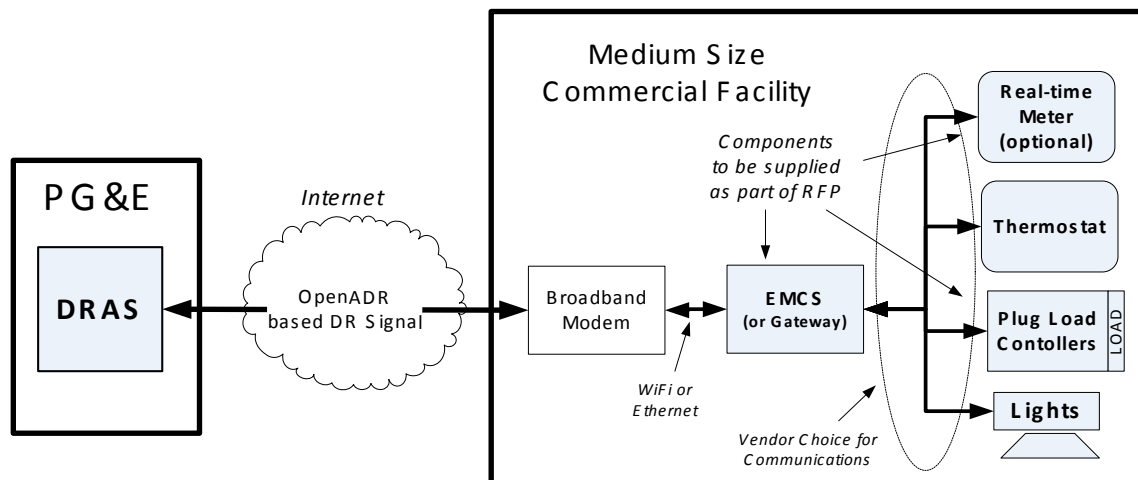 Medium Size
Commercial Facility
PG&E
DRAS
Internet
OpenADR
based DR Signal
Broadband
Modem
WiFi or
Ethernet
EMCS
(or Gateway)
Components
to be supplied
as part of RFP
Vendor Choice for
Communications
Real-time
Meter
(optional)
Thermostat
Plug Load
Contollers
LOAD
Lights